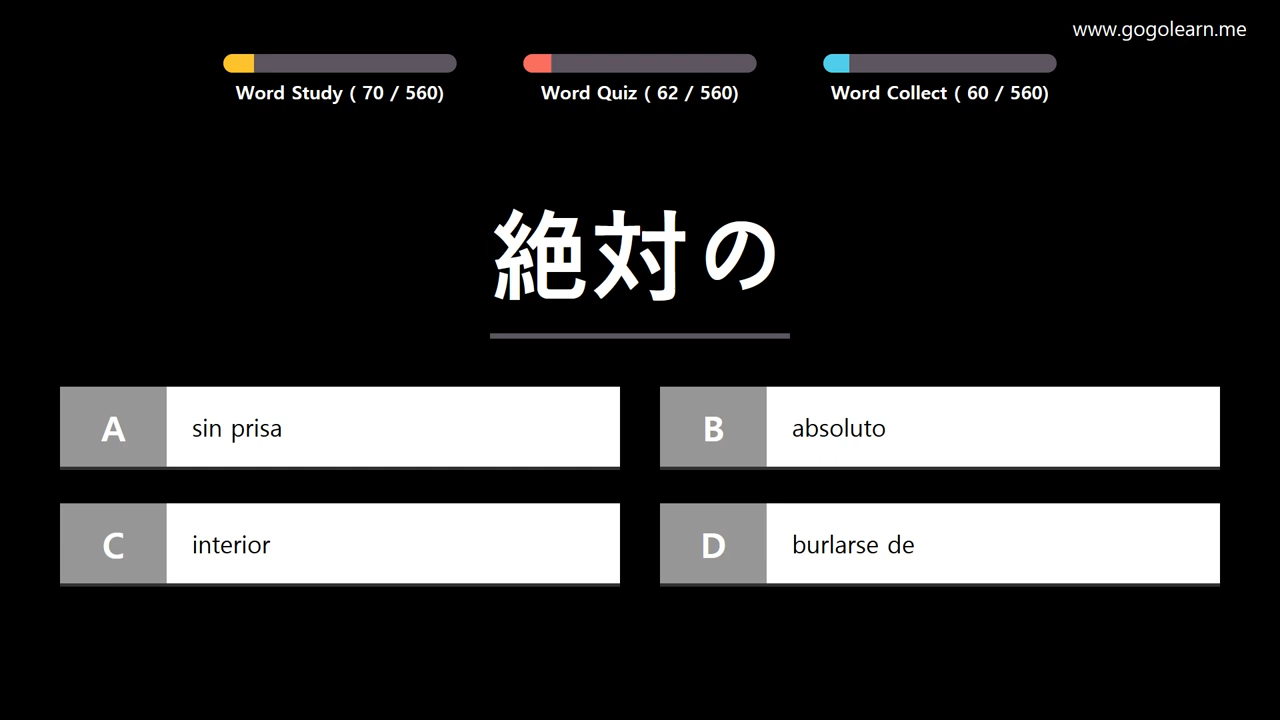 www.gogolearn.me
Word Study ( 70 / 560)
Word Quiz ( 62 / 560)
Word Collect ( 60 / 560)
絶対の
A sin prisa
B absoluto
C interior
D burlarse de